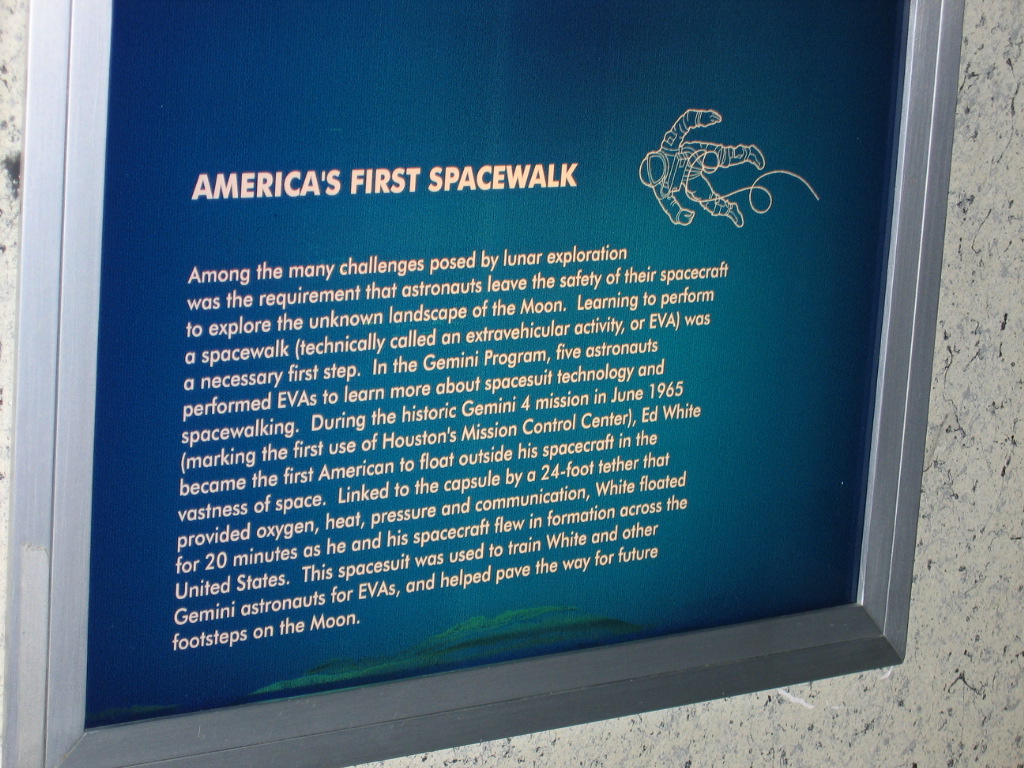 AMERICA'S FIRST SPACEWALK
Among the many challenges posed by lunar exploration
was the requirement that astronauts leave the safety of their spacecraft
to explore the unknown landscape of the Moon. Learning to perform
a spacewalk (technically called an extravehicular activity, or EVA) was
a necessary first step. In the Gemini Program, five astronauts
performed EVAs to learn more about spacesuit technology and
spacewalking. During the historic Gemini 4 mission in June 1965
(marking the first use of Houston's Mission Control Center), Ed White
became the first American to float outside his spacecraft in the
vastness of space. Linked to the capsule by a 24-foot tether that
provided oxygen, heat, pressure and communication, White floated
for 20 minutes as he and his spacecraft flew in formation across the
United States. This spacesuit was used to train White and other
Gemini astronauts for EVAs, and helped pave the way for future
footsteps on the Moon.